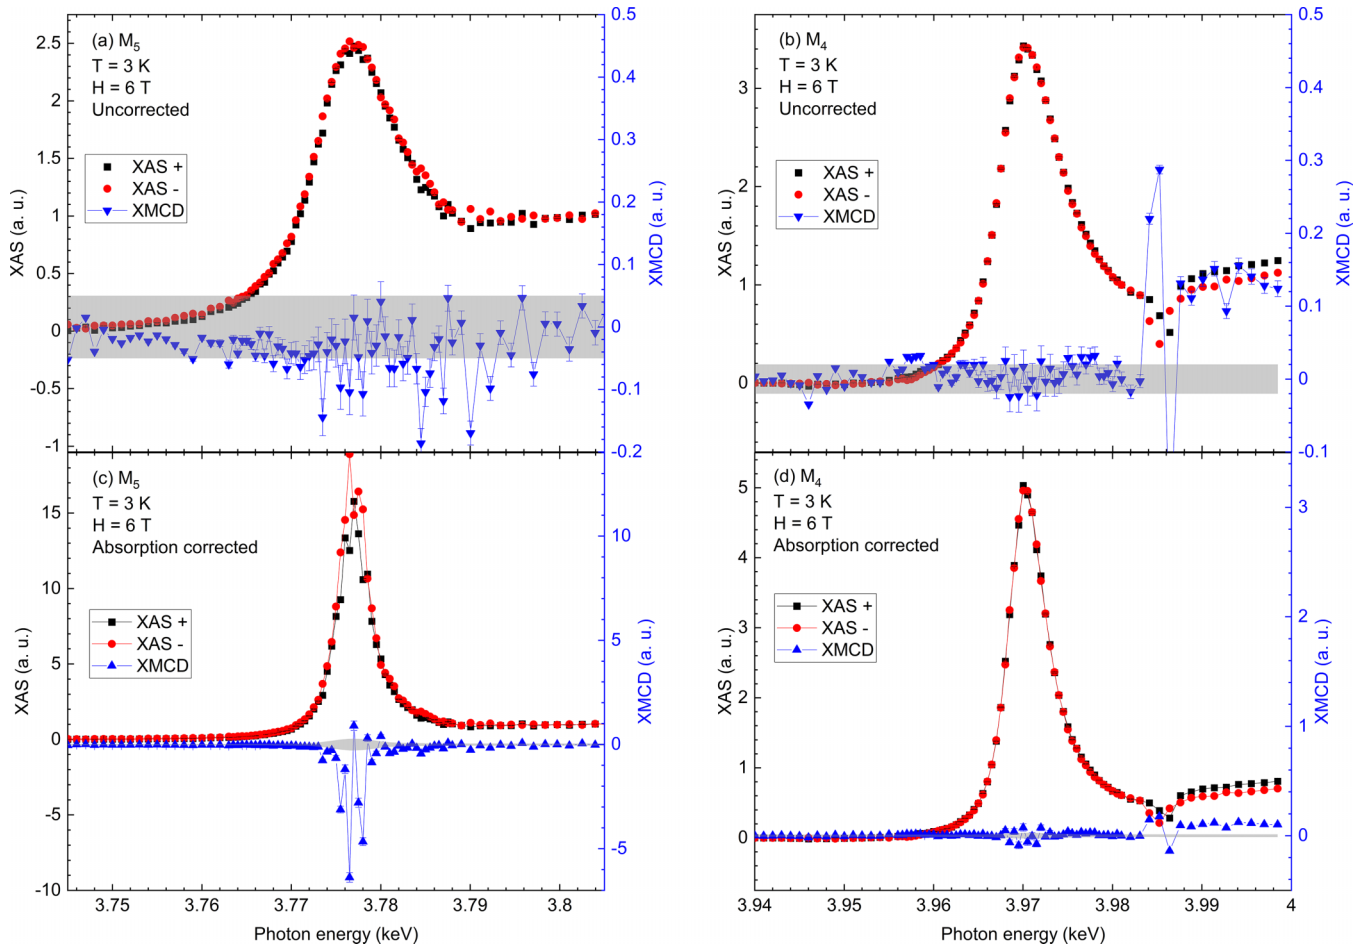 (a) M5
T = 3 K
H = 6 T
Uncorrected
XAS +
XAS -
XMCD
XAS (a. u.)
2.5
2
1.5
1
0.5
0
-0.5
-1
0.5
0.4
0.3
0.2
0.1
0
-0.1
-0.2
XMCD (a. u.)
(b) M4
T = 3 K
H = 6 T
Uncorrected
XAS +
XAS -
XMCD
XAS (a. u.)
3
2
1
0
0.5
0.4
0.3
0.2
0.1
0
-0.1
XMCD (a. u.)
(c) M5
T = 3 K
H = 6 T
Absorption corrected
XAS +
XAS -
XMCD
XAS (a. u.)
15
10
5
0
-5
-10
10
5
0
-5
XMCD (a. u.)
3.75
3.76
3.77
3.78
3.79
3.8
Photon energy (keV)
(d) M4
T = 3 K
H = 6 T
Absorption corrected
XAS +
XAS -
XMCD
XAS (a. u.)
5
4
3
2
1
0
3
2
1
0
XMCD (a. u.)
3.94
3.95
3.96
3.97
3.98
3.99
4
Photon energy (keV)